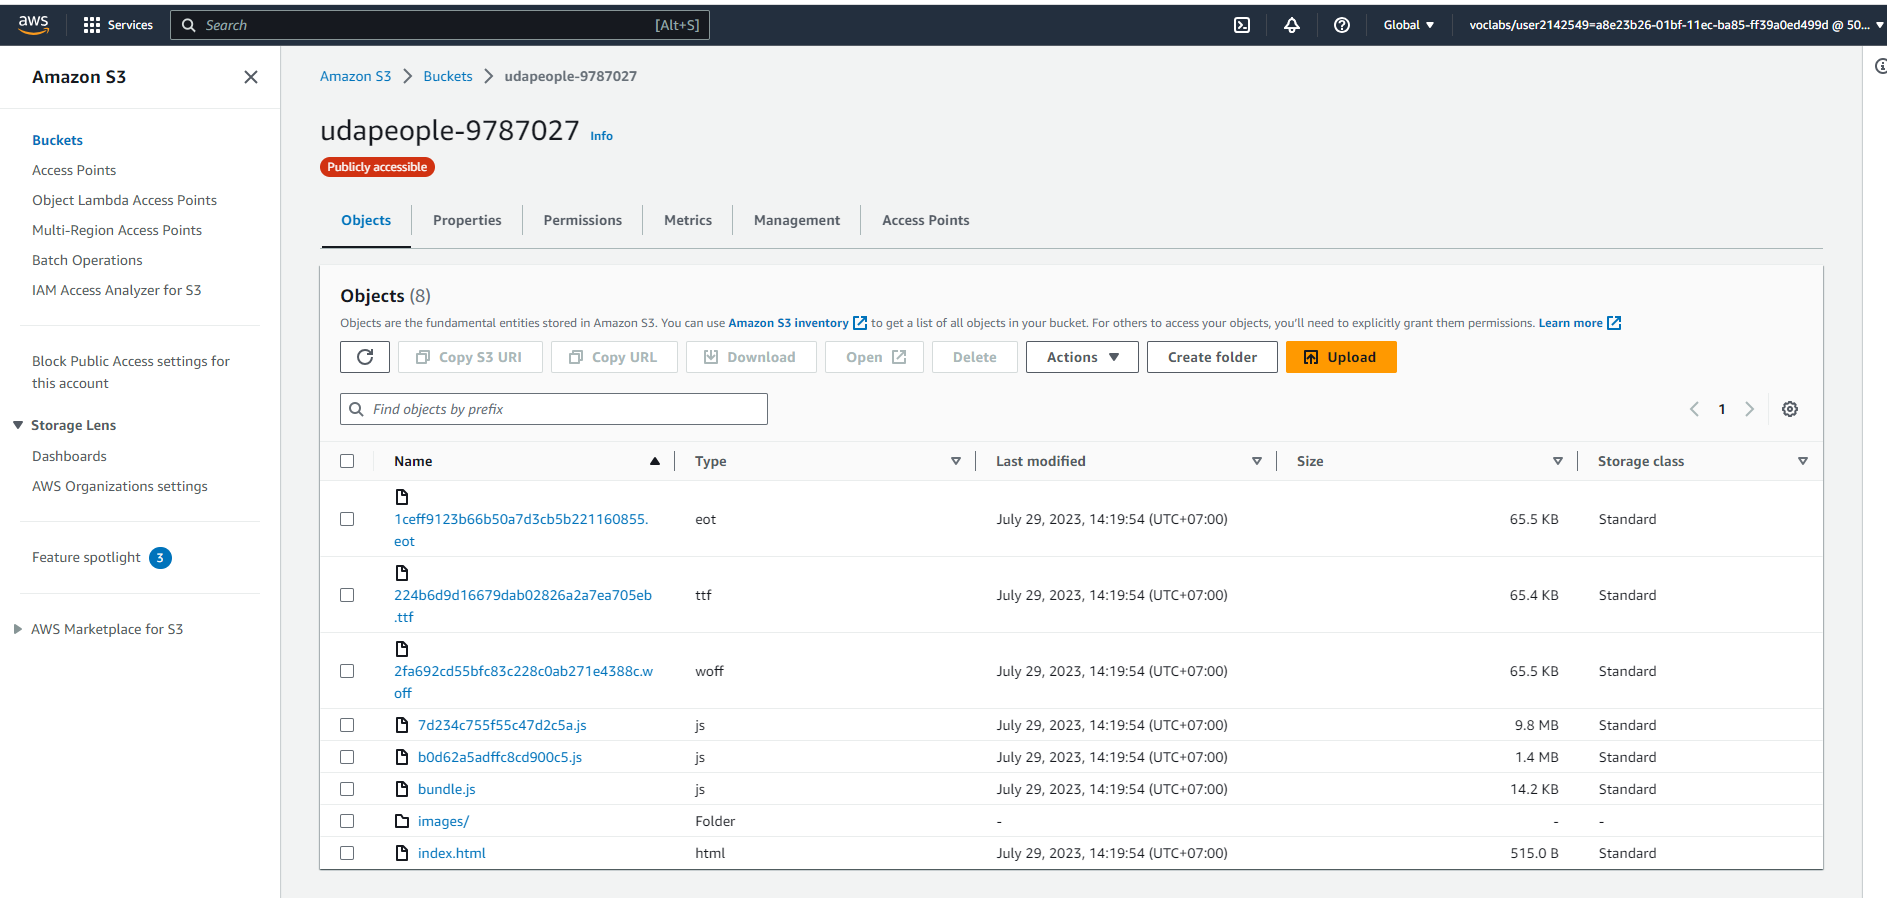 aws
Services
Search [Alt+S]
Global
voclabs/user2142549=a8e23b26-01bf-11ec-ba85-ff39a0ed499d @ 50...
Amazon S3
Buckets
Access Points
Object Lambda Access Points
Multi-Region Access Points
Batch Operations
IAM Access Analyzer for S3
Block Public Access settings for
this account
Storage Lens
Dashboards
AWS Organizations settings
Feature spotlight 3
AWS Marketplace for S3
Amazon S3 > Buckets > udapeople-9787027
udapeople-9787027 Info
Publicly accessible
Objects Properties Permissions Metrics Management Access Points
Objects (8)
Objects are the fundamental entities stored in Amazon S3. You can use Amazon S3 inventory to get a list of all objects in your bucket. For others to access your objects, you'll need to explicitly grant them permissions. Learn more
Copy S3 URI Copy URL Download Open Delete Actions Create folder Upload
Find objects by prefix
1
Name Type Last modified Size Storage class
1ceff9123b66b50a7d3cb5b221160855.
eot
eot July 29, 2023, 14:19:54 (UTC+07:00) 65.5 KB Standard
224b6d9d16679dab02826a2a7ea705eb
.ttf
ttf July 29, 2023, 14:19:54 (UTC+07:00) 65.4 KB Standard
2fa692cd55bfc83c228c0ab271e4388c.w
off
woff July 29, 2023, 14:19:54 (UTC+07:00) 65.5 KB Standard
7d234c755f55c47d2c5a.js js July 29, 2023, 14:19:54 (UTC+07:00) 9.8 MB Standard
b0d62a5adffc8cd900c5.js js July 29, 2023, 14:19:54 (UTC+07:00) 1.4 MB Standard
bundle.js js July 29, 2023, 14:19:54 (UTC+07:00) 14.2 KB Standard
images/ Folder - - -
index.html html July 29, 2023, 14:19:54 (UTC+07:00) 515.0 B Standard